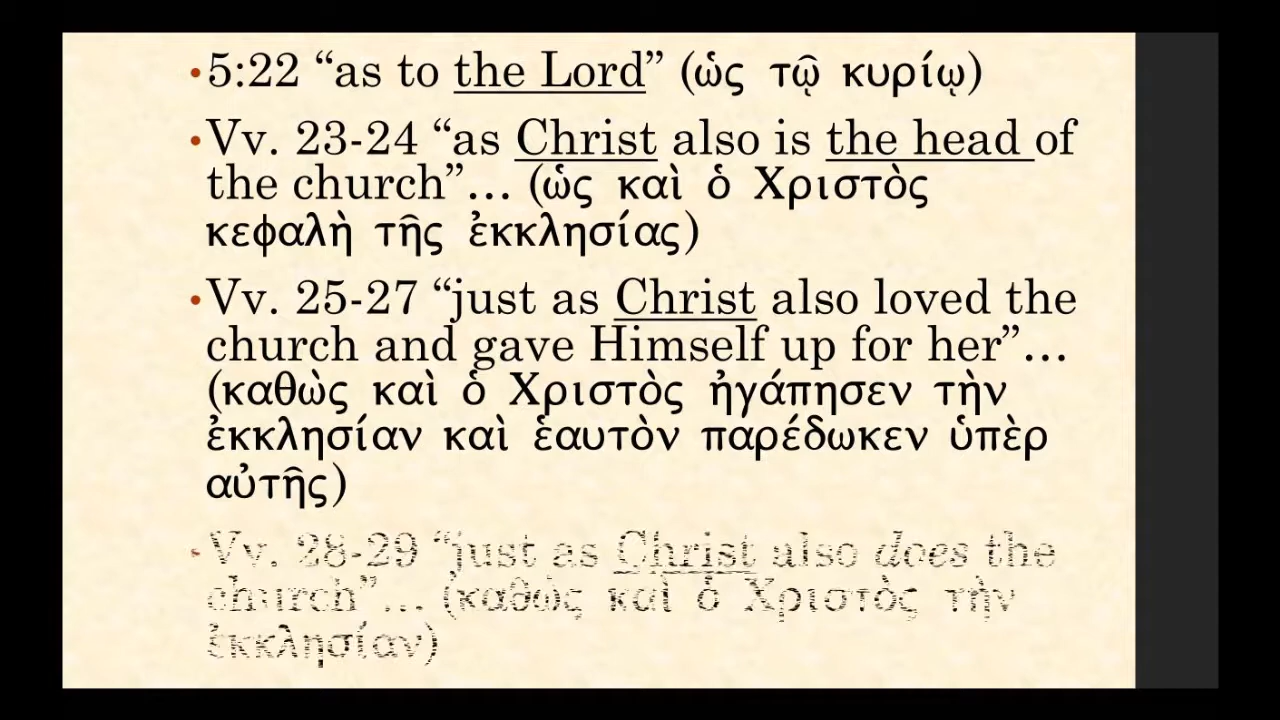 •5:22 “as to the Lord” (ὡς τῷ κυρίῳ)
•Vv. 23-24 “as Christ also is the head of
the church”… (ὡς καὶ ὁ Χριστὸς
κεφαλὴ τῆς ἐκκλησίας)
•Vv. 25-27 “just as Christ also loved the
church and gave Himself up for her”…
(καθὼς καὶ ὁ Χριστὸς ἠγάπησεν τὴν
ἐκκλησίαν καὶ ἑαυτὸν παρέδωκεν ὑπὲρ
αὐτῆς)
•Vv. 28-29 “just as Christ also does the
church”… (καθὼς καὶ ὁ Χριστὸς τὴν
ἐκκλησίαν)